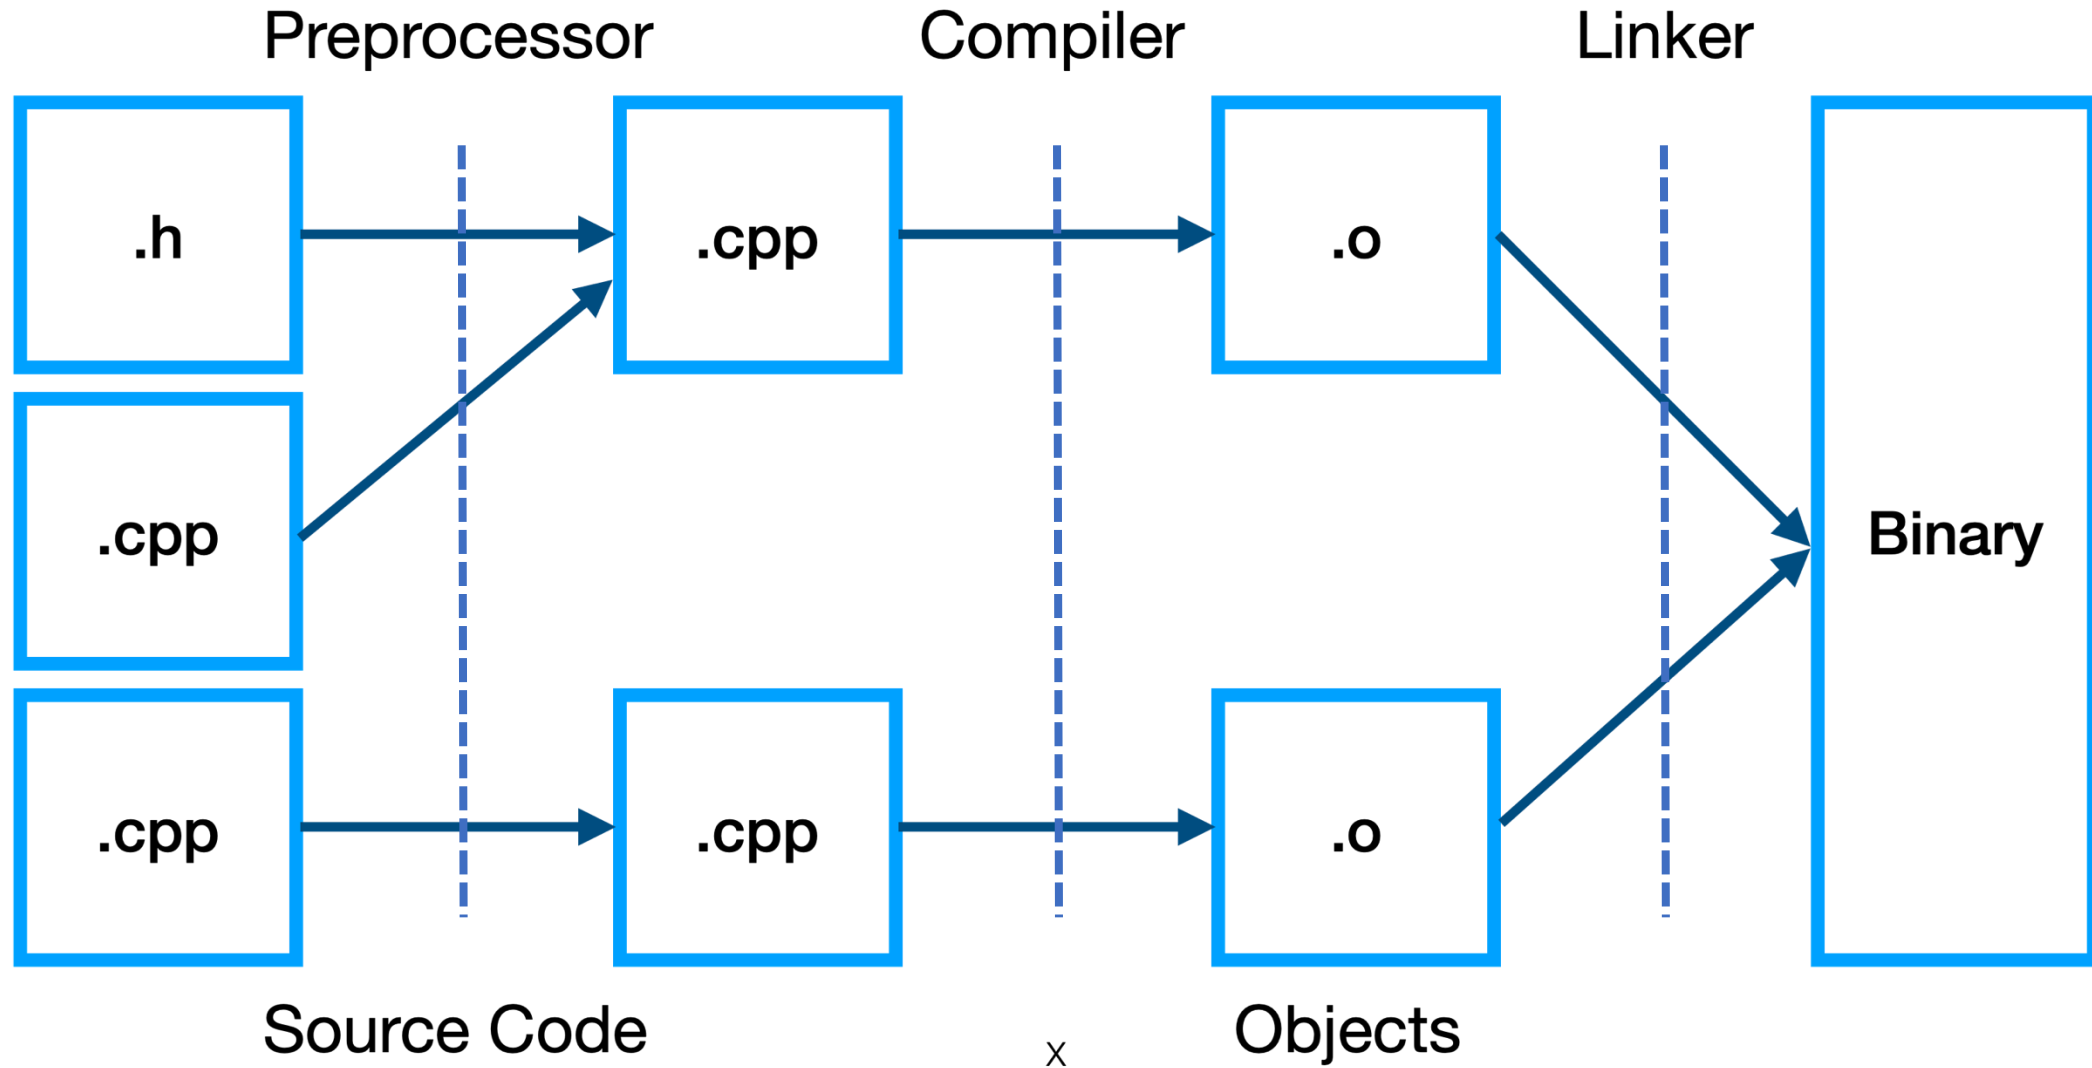 Preprocessor
Compiler
Linker
.h
.cpp
.o
.cpp
Binary
.cpp
.cpp
.o
Source Code
x
Objects